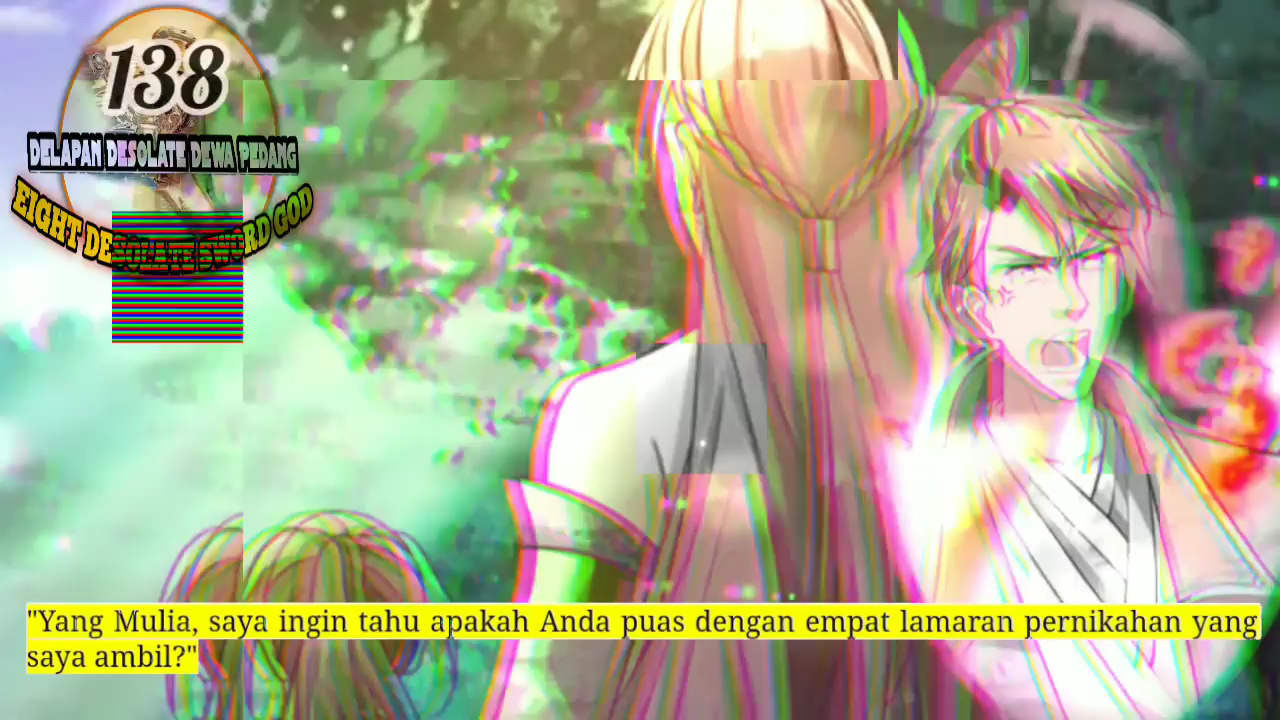 138
DELAPAN DESOLATE DEWA PEDANG
EIGHT DESOLATE SWORD GOD
"Yang Mulia, saya ingin tahu apakah Anda puas dengan empat lamaran pernikahan yang
saya ambil?"